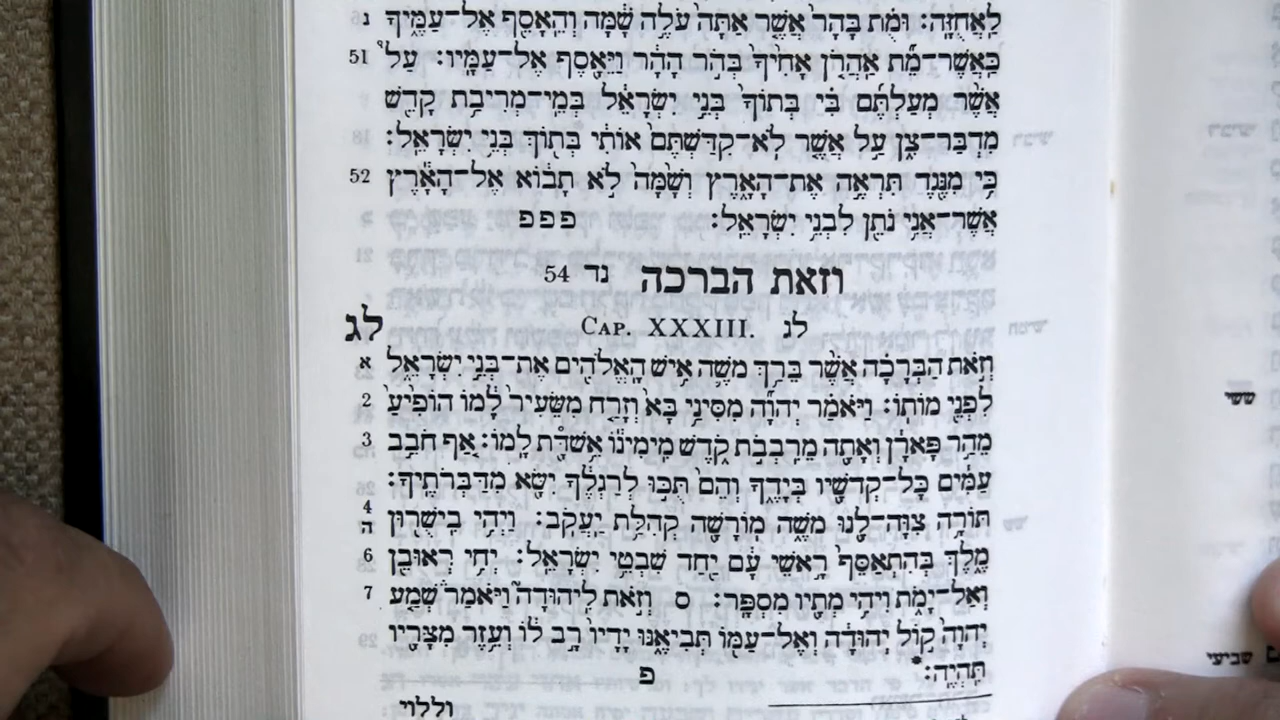 לַאֲחֻזָּה׃ וּמֻת בָּהָר אֲשֶׁר אַתָּה עֹלֶה שָׁמָּה וְהֵאָסֵף אֶל־עַמֶּיךָ נ
כַּאֲשֶׁר־מֵת אַהֲרֹן אָחִיךָ בְּהֹר הָהָר וַיֵּאָסֶף אֶל־עַמָּיו׃ עַל 51
אֲשֶׁר מְעַלְתֶּם בִּי בְּתוֹךְ בְּנֵי יִשְׂרָאֵל בְּמֵי־מְרִיבַת קָדֵשׁ
מִדְבַּר־צִן עַל אֲשֶׁר לֹא־קִדַּשְׁתֶּם אוֹתִי בְּתוֹךְ בְּנֵי יִשְׂרָאֵל׃
כִּי מִנֶּגֶד תִּרְאֶה אֶת־הָאָרֶץ וְשָׁמָּה לֹא תָבוֹא אֶל־הָאָרֶץ 52
אֲשֶׁר־אֲנִי נֹתֵן לִבְנֵי יִשְׂרָאֵל׃ פ פ פ
וזאת הברכה נד 54
לג CAP. XXXIII. לג
וְזֹאת הַבְּרָכָה אֲשֶׁר בֵּרַךְ מֹשֶׁה אִישׁ הָאֱלֹהִים אֶת־בְּנֵי יִשְׂרָאֵל א
לִפְנֵי מוֹתוֹ׃ וַיֹּאמַר יְהוָה מִסִּינַי בָּא וְזָרַח מִשֵּׂעִיר לָמוֹ הוֹפִיעַ 2
מֵהַר פָּארָן וְאָתָה מֵרִבְבֹת קֹדֶשׁ מִימִינוֹ אֵשְׁדָּת לָמוֹ׃ אַף חֹבֵב 3
עַמִּים כָּל־קְדֹשָׁיו בְּיָדֶךָ וְהֵם תֻּכּוּ לְרַגְלֶךָ יִשָּׂא מִדַּבְּרֹתֶיךָ׃
תּוֹרָה צִוָּה־לָנוּ מֹשֶׁה מוֹרָשָׁה קְהִלַּת יַעֲקֹב׃ וַיְהִי בִישֻׁרוּן 4 ה
מֶלֶךְ בְּהִתְאַסֵּף רָאשֵׁי עָם יַחַד שִׁבְטֵי יִשְׂרָאֵל׃ יְחִי רְאוּבֵן 6
וְאַל־יָמֹת וִיהִי מְתָיו מִסְפָּר׃ ס וְזֹאת לִיהוּדָה וַיֹּאמַר שְׁמַע 7
יְהוָה קוֹל יְהוּדָה וְאֶל־עַמּוֹ תְּבִיאֶנּוּ יָדָיו רָב לוֹ וְעֵזֶר מִצָּרָיו
תִּהְיֶה׃* פ
וללוי
ששי
שביעי